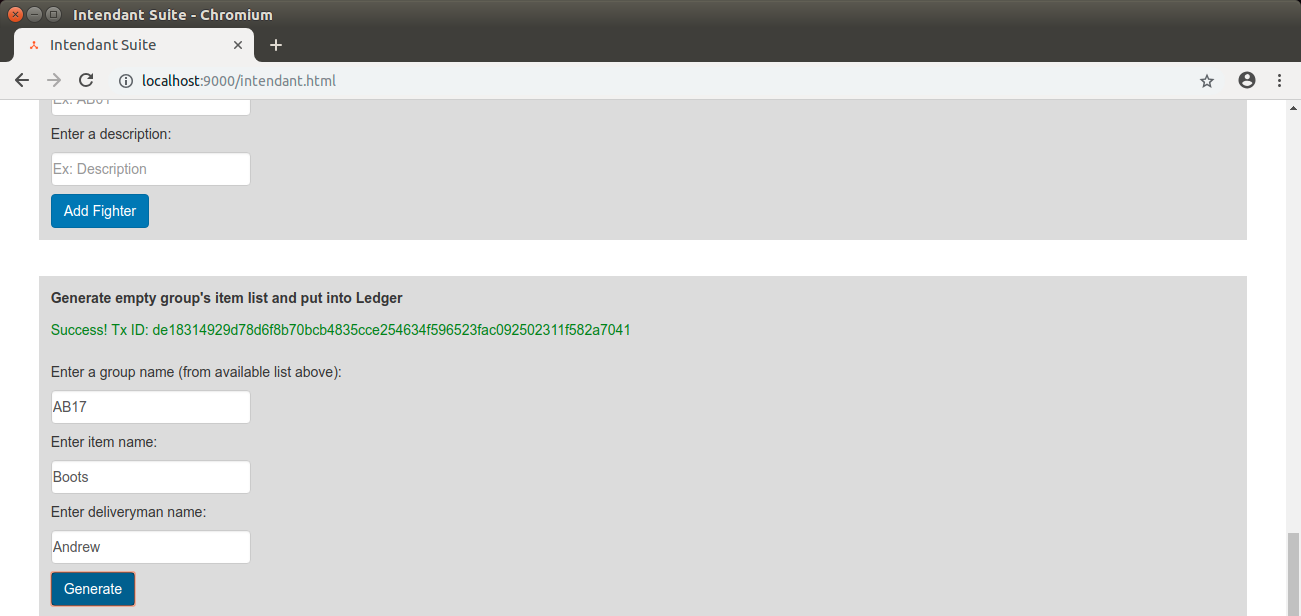 Intendant Suite - Chromium
Intendant Suite
localhost:9000/intendant.html
Ex: AB01
Enter a description:
Ex: Description
Add Fighter
Generate empty group's item list and put into Ledger
Success! Tx ID: de18314929d78d6f8b70bcb4835cce254634f596523fac092502311f582a7041
Enter a group name (from available list above):
AB17
Enter item name:
Boots
Enter deliveryman name:
Andrew
Generate